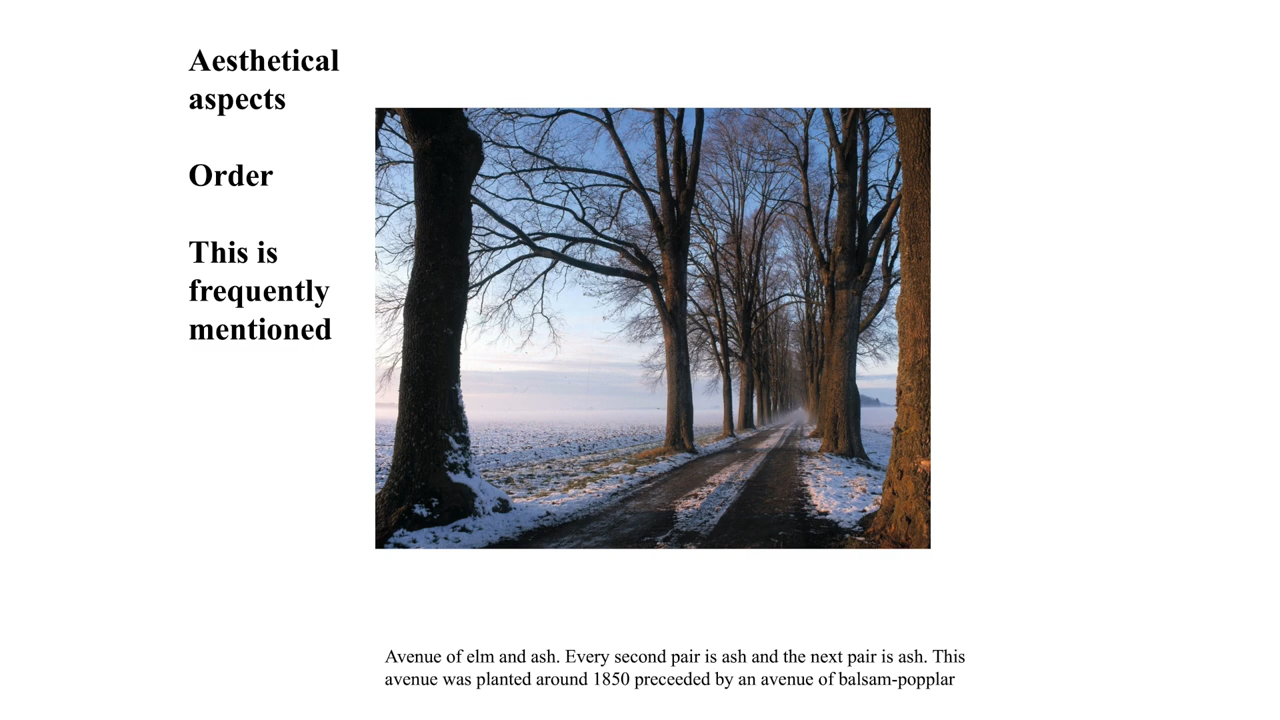 Aesthetical
aspects
Order
This is
frequently
mentioned
Avenue of elm and ash. Every second pair is ash and the next pair is ash. This
avenue was planted around 1850 preceeded by an avenue of balsam-popplar